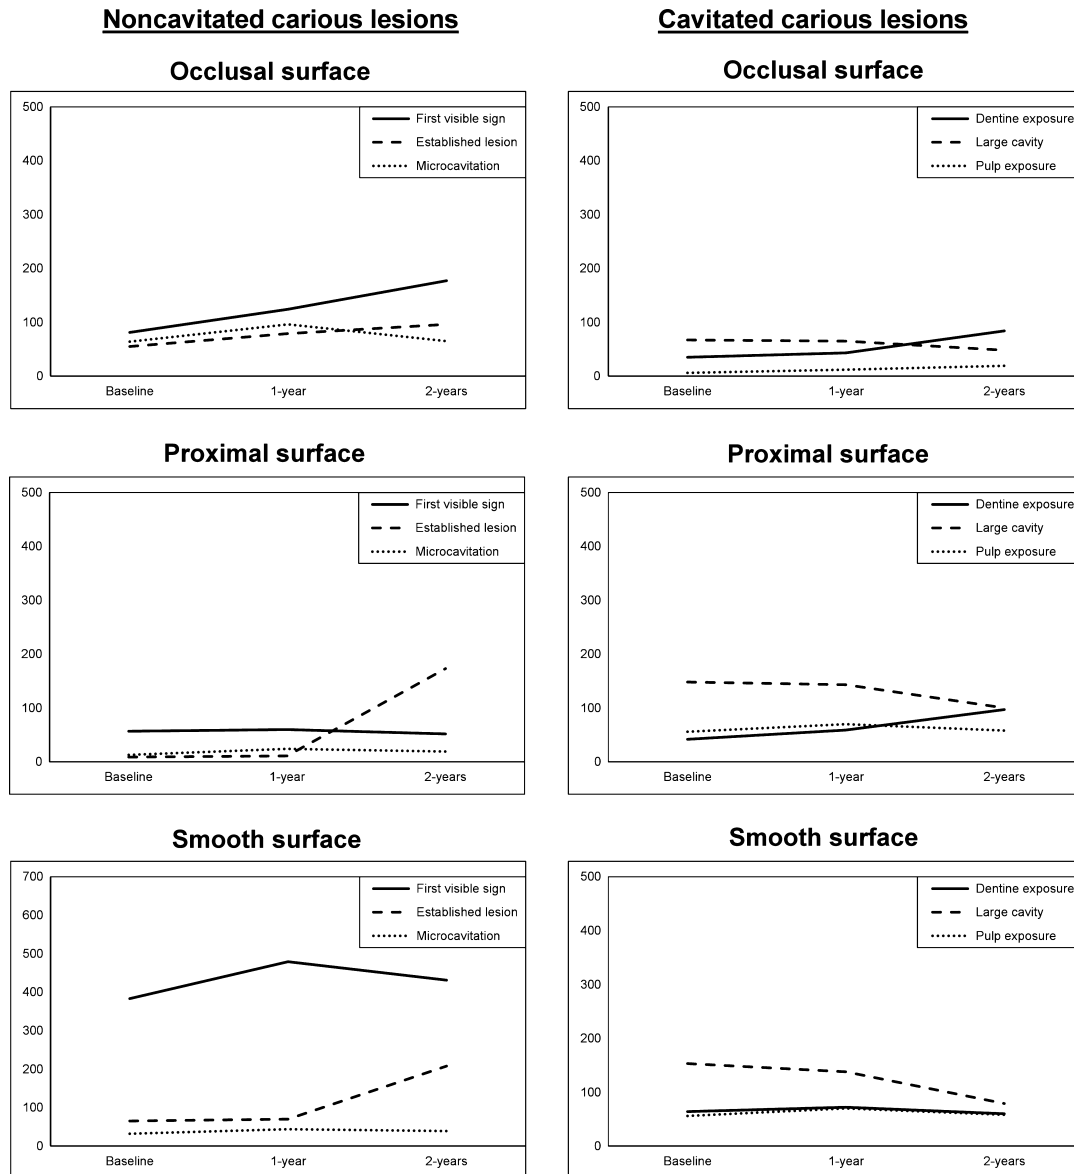 Noncavitated carious lesions
Cavitated carious lesions
Occlusal surface
500
400
300
200
100
0
First visible sign
Established lesion
Microcavitation
Baseline
1-year
2-years
Occlusal surface
500
400
300
200
100
0
Dentine exposure
Large cavity
Pulp exposure
Baseline
1-year
2-years
Proximal surface
500
400
300
200
100
0
First visible sign
Established lesion
Microcavitation
Baseline
1-year
2-years
Proximal surface
500
400
300
200
100
0
Dentine exposure
Large cavity
Pulp exposure
Baseline
1-year
2-years
Smooth surface
700
600
500
400
300
200
100
0
First visible sign
Established lesion
Microcavitation
Baseline
1-year
2-years
Smooth surface
500
400
300
200
100
0
Dentine exposure
Large cavity
Pulp exposure
Baseline
1-year
2-years